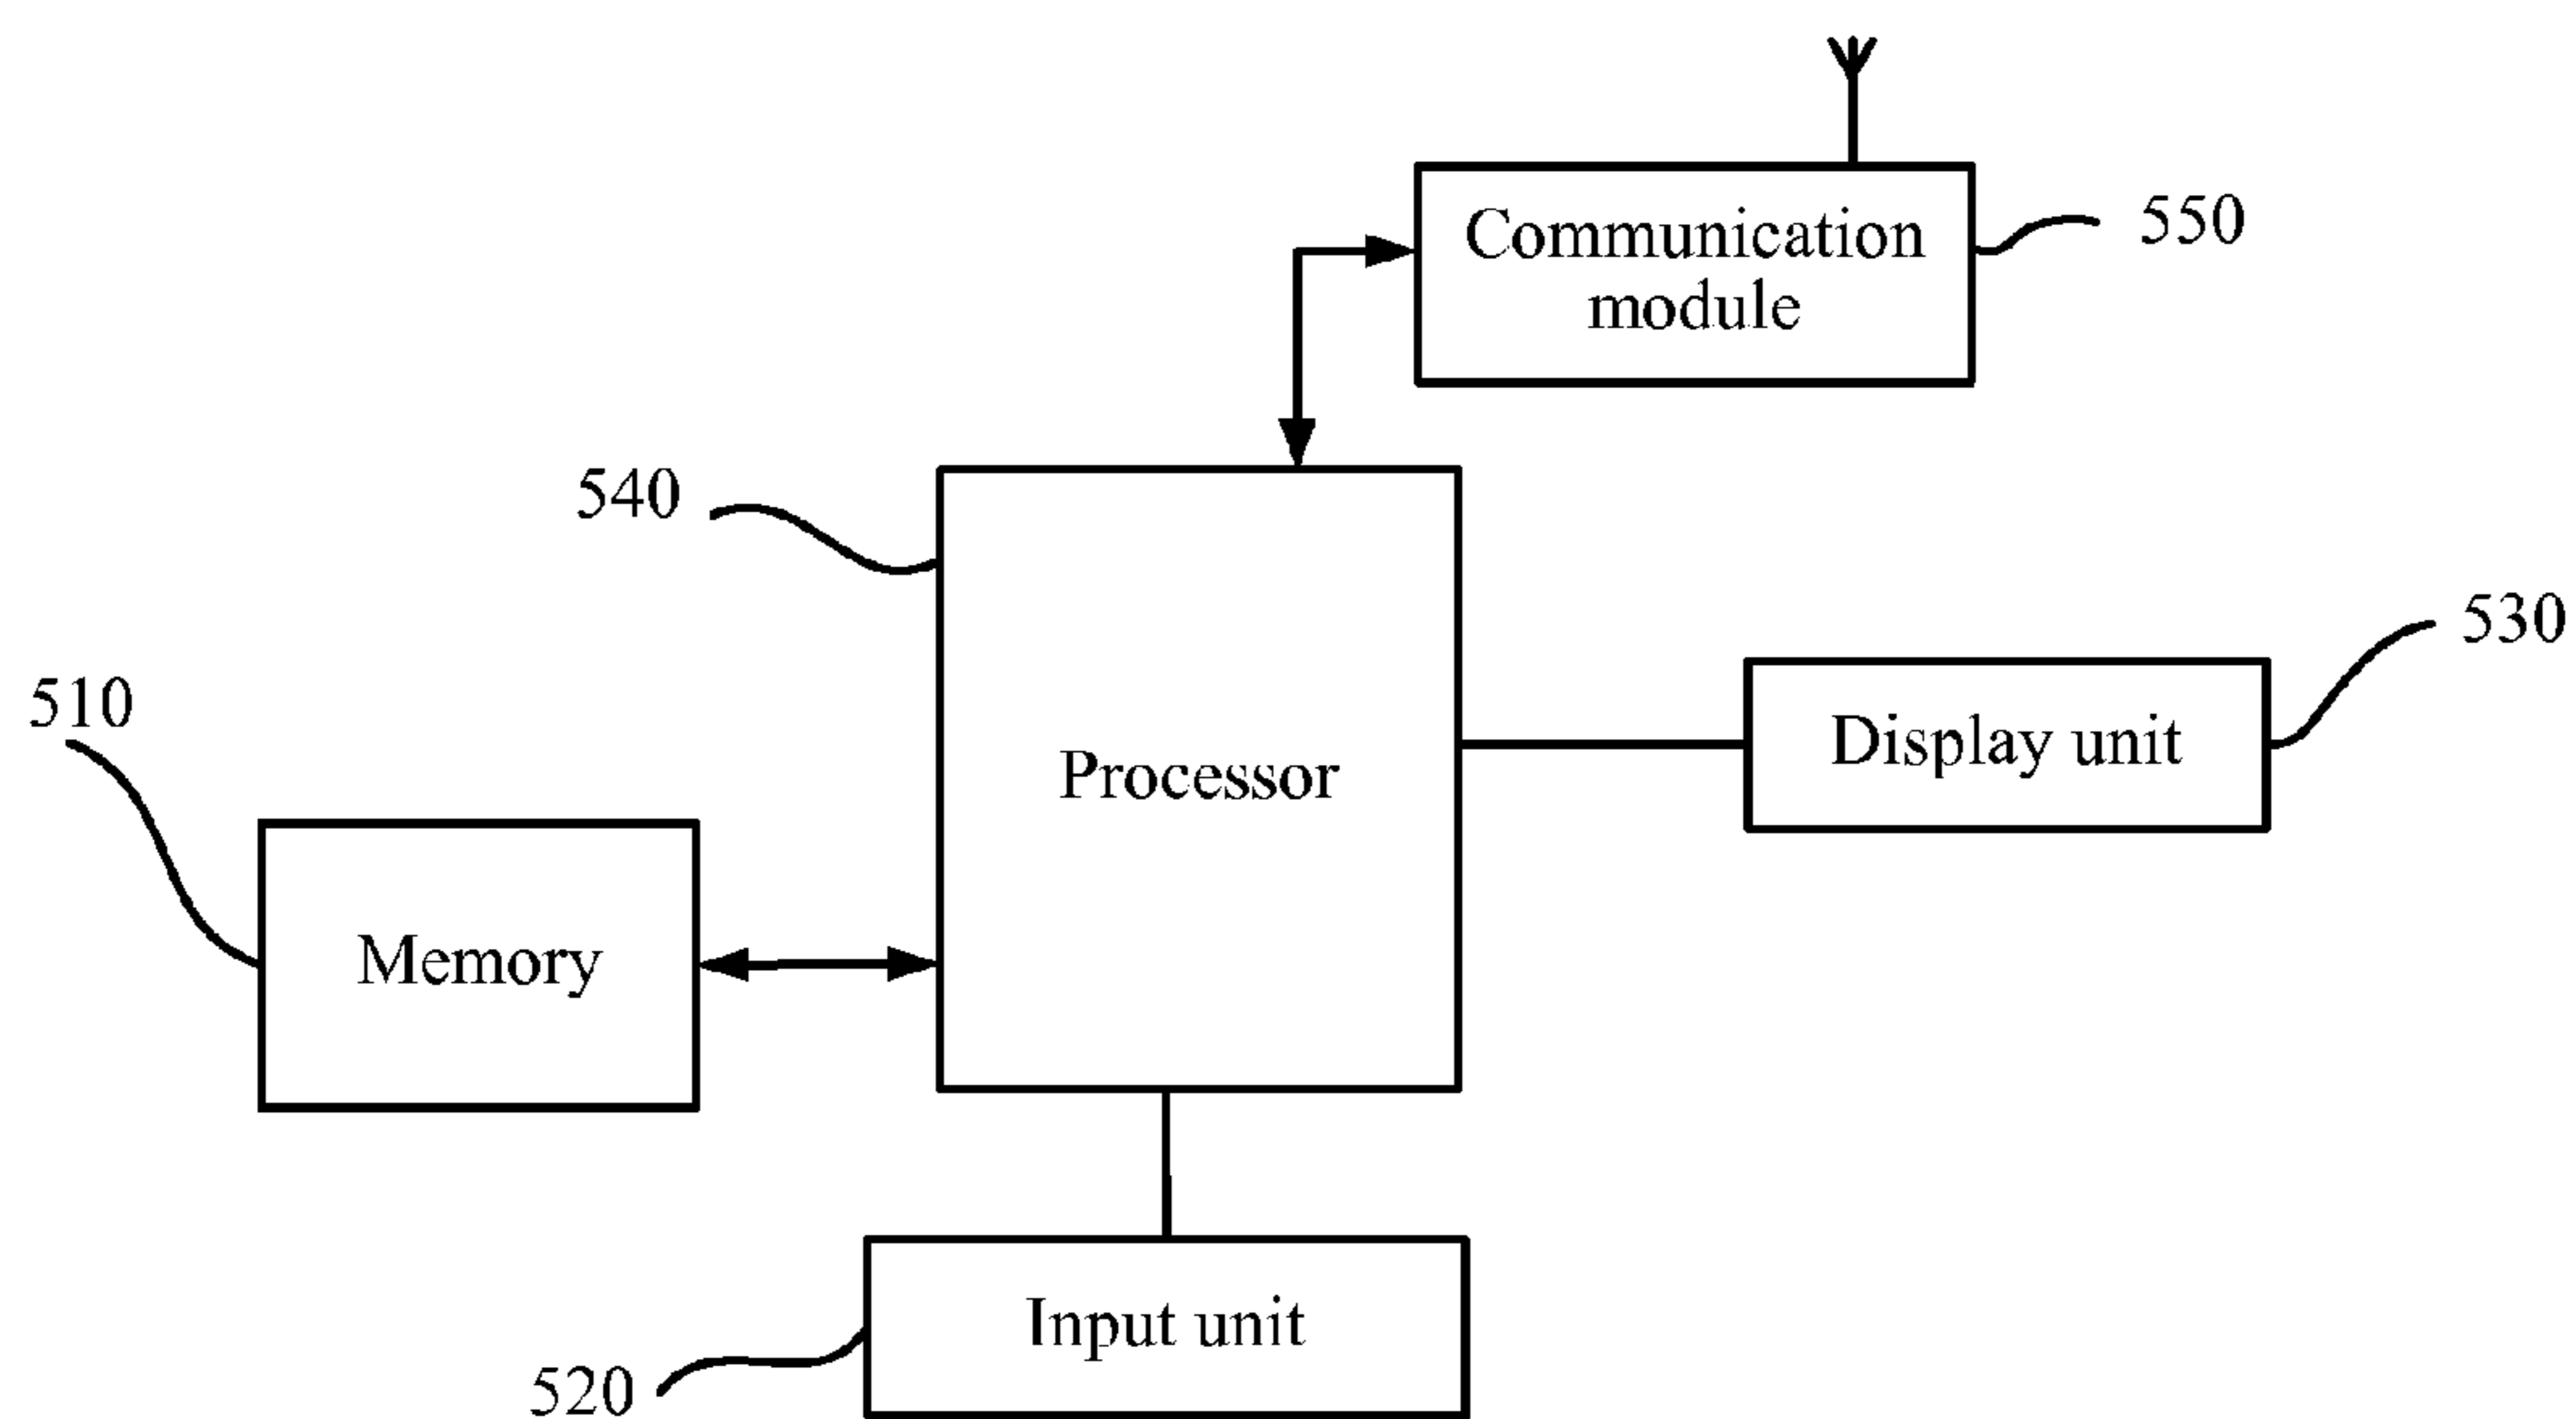 Communication
module
550
540
Processor
Display unit
530
510
Memory
Input unit
520